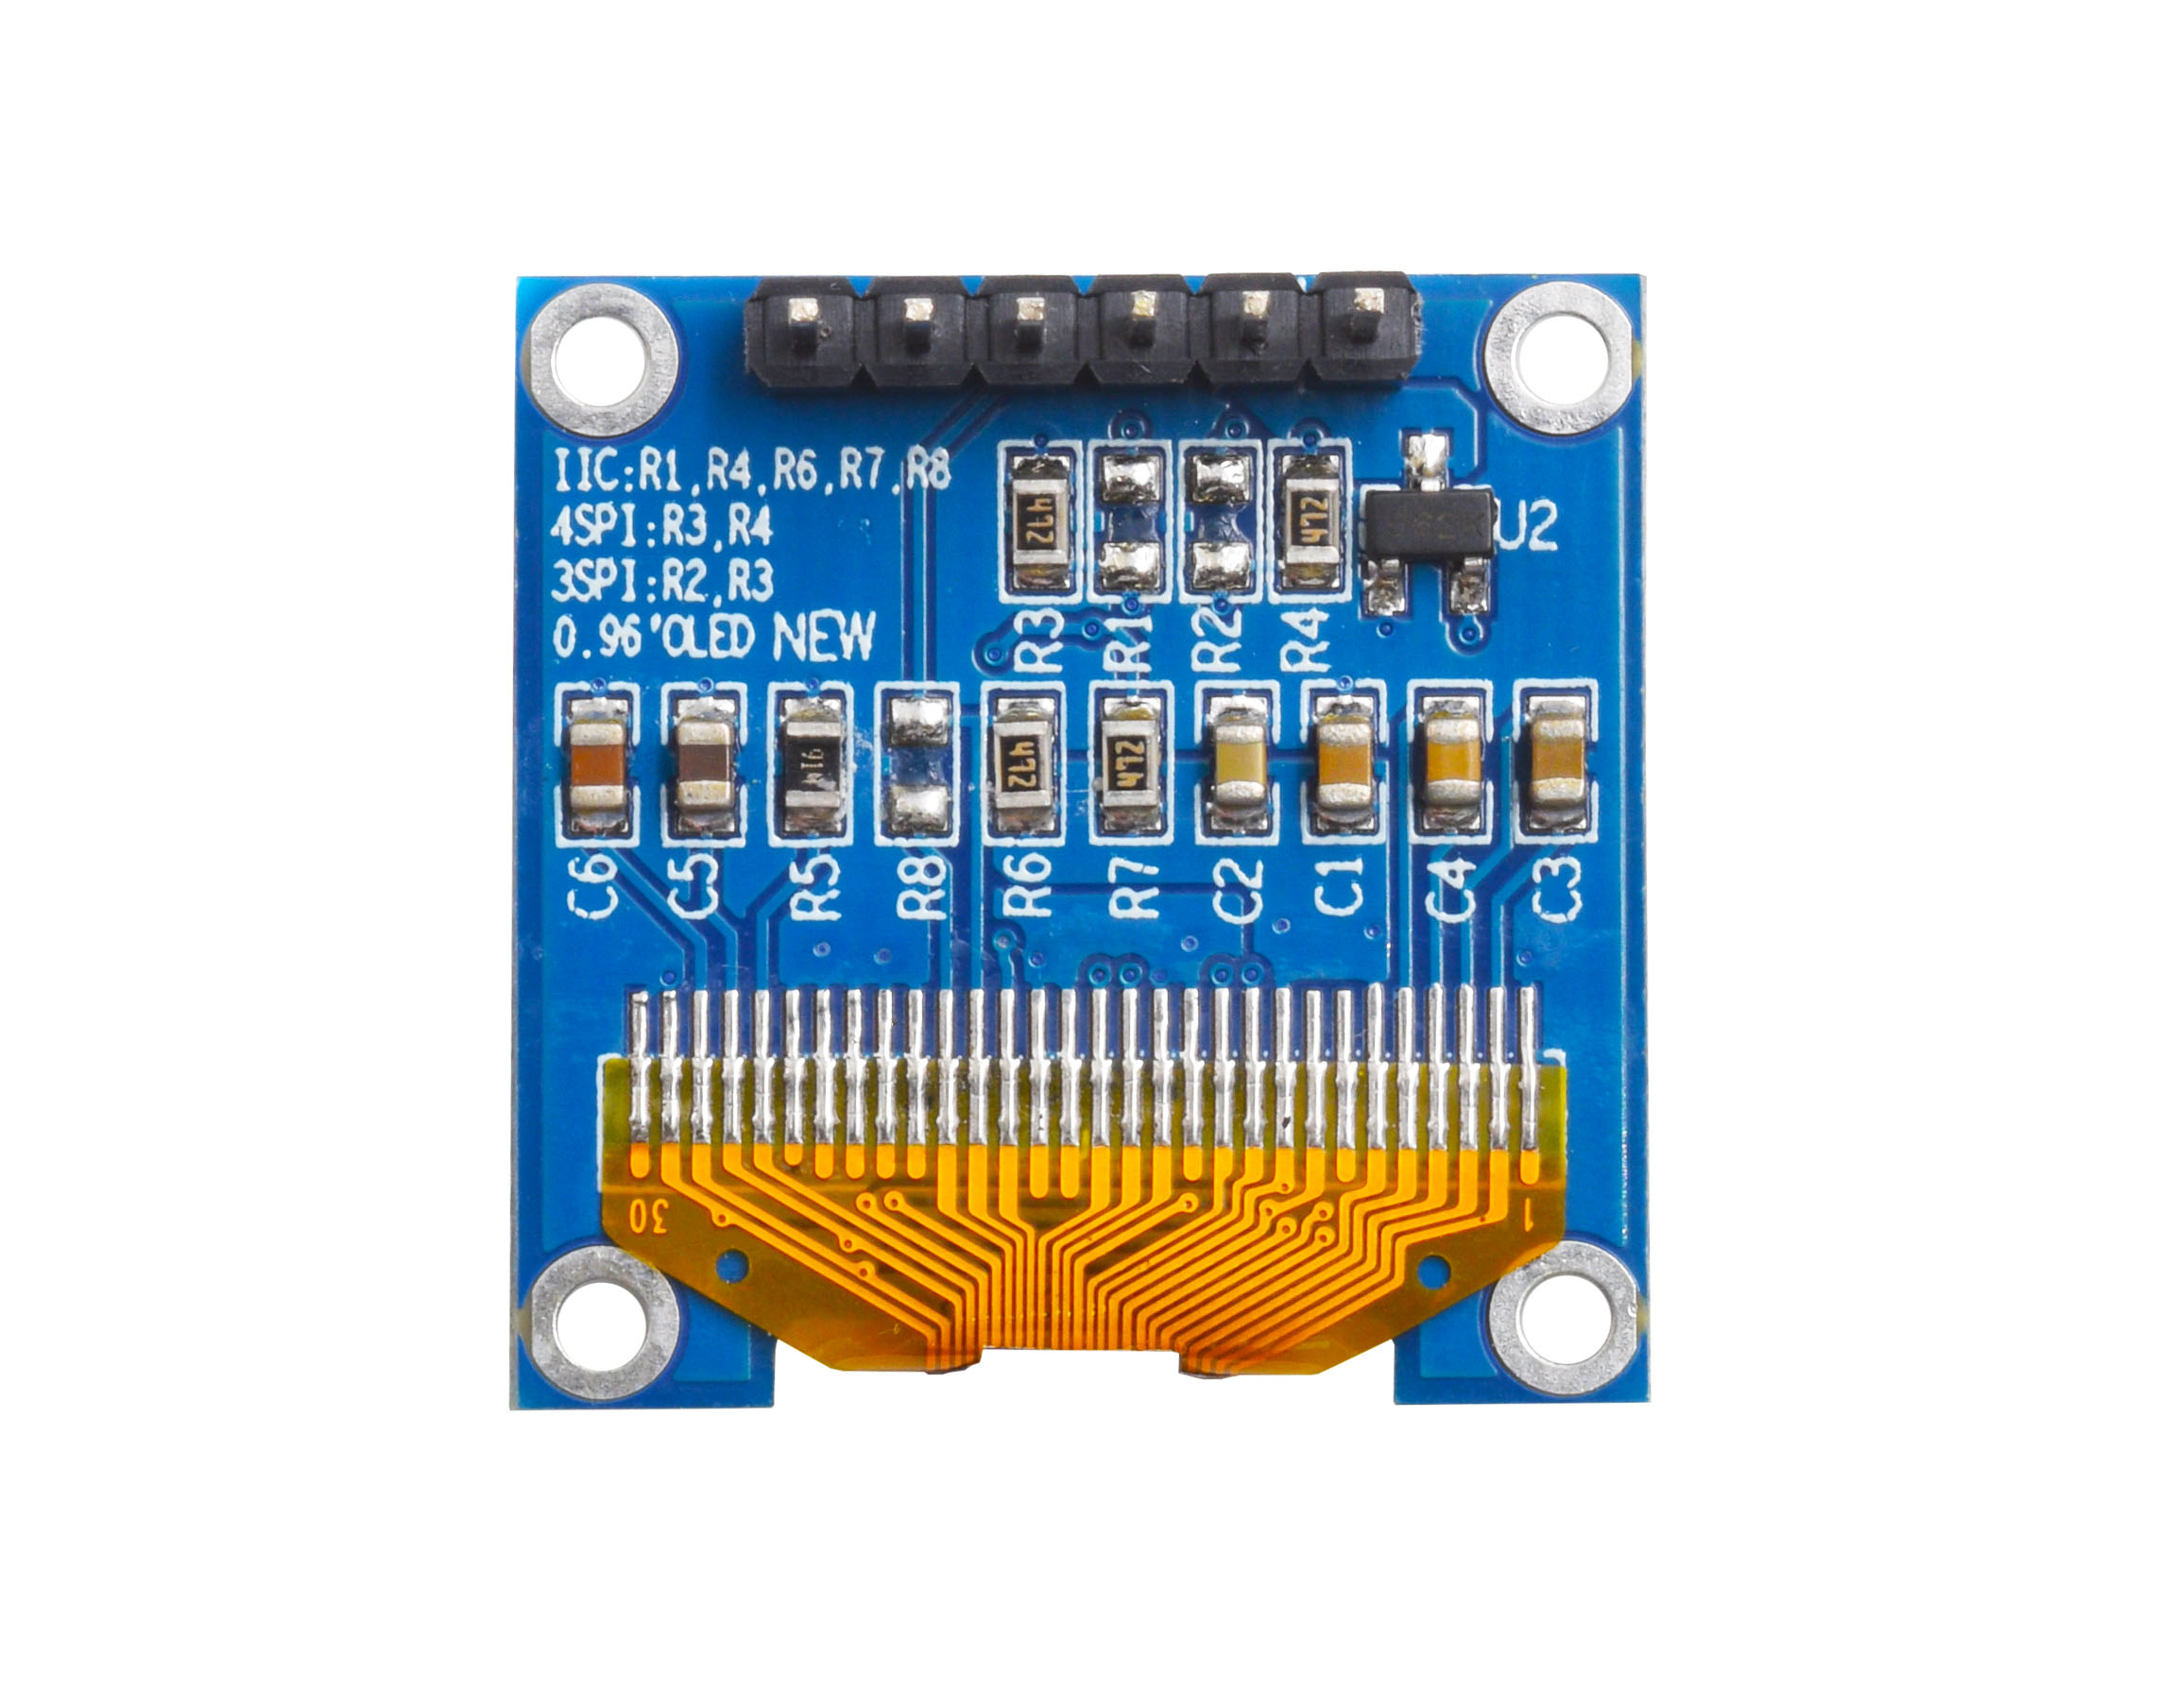 IIC:R1,R4,R6,R7,R8
4SPI:R3,R4
3SPI:R2,R3
0.96'OLED NEW
472
472
U2
R3
R1
R2
R4
914
472
472
C6
C5
R5
R8
R6
R7
C2
C1
C4
C3
30
1